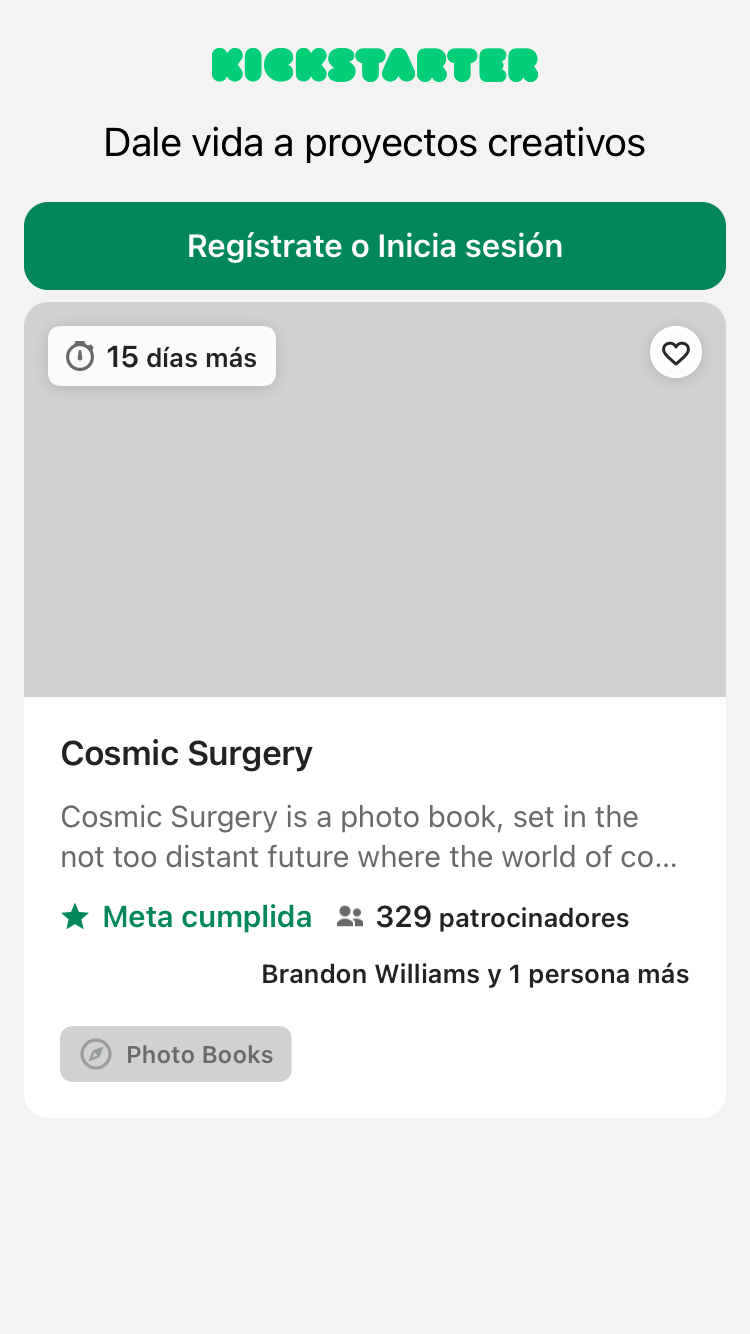 KICKSTARTER
Dale vida a proyectos creativos
Regístrate o Inicia sesión
15 días más
Cosmic Surgery
Cosmic Surgery is a photo book, set in the
not too distant future where the world of co...
Meta cumplida 329 patrocinadores
Brandon Williams y 1 persona más
Photo Books